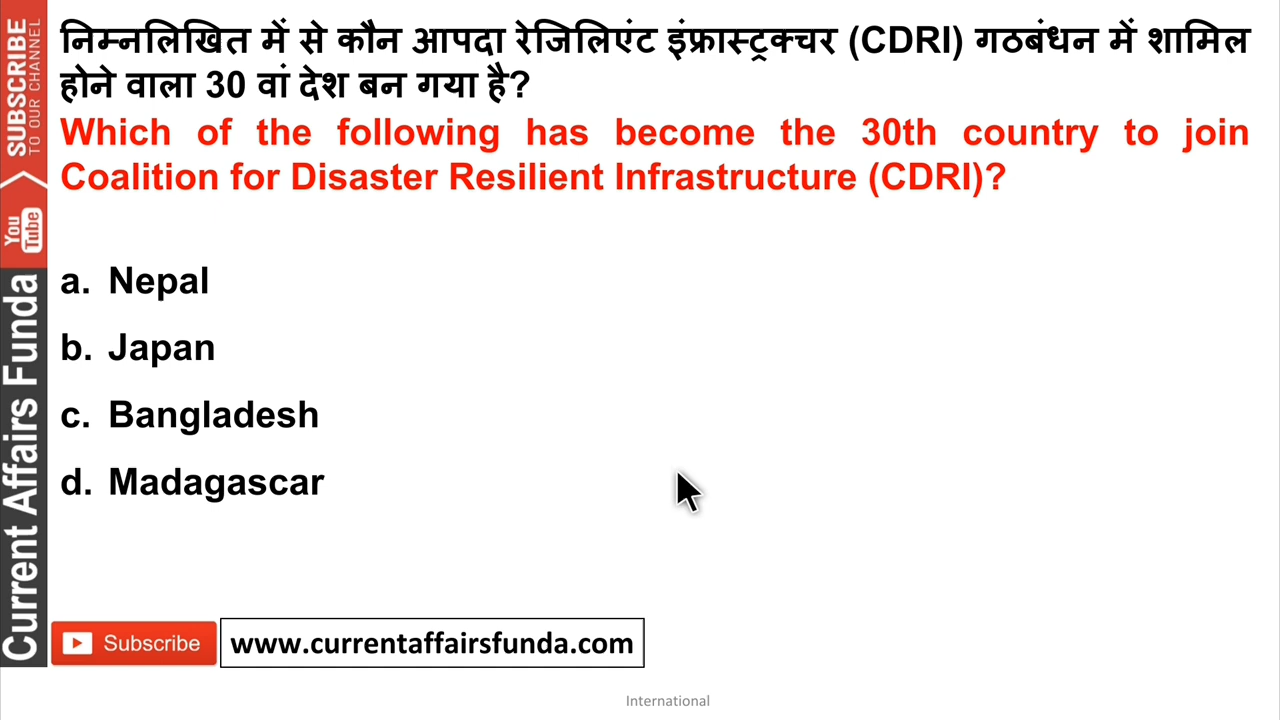 निम्नलिखित में से कौन आपदा रेजिलिएंट इंफ्रास्ट्रक्चर (CDRI) गठबंधन में शामिल
होने वाला 30 वां देश बन गया है?
Which of the following has become the 30th country to join
Coalition for Disaster Resilient Infrastructure (CDRI)?
a. Nepal
b. Japan
c. Bangladesh
d. Madagascar
SUBSCRIBE
TO OUR CHANNEL
You
Tube
Current Affairs Funda
Subscribe
www.currentaffairsfunda.com
International